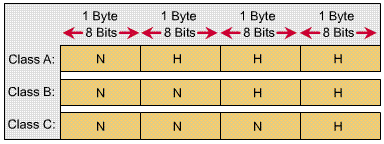 1 Byte 1 Byte 1 Byte 1 Byte
8 Bits 8 Bits 8 Bits 8 Bits
Class A: N H H H
Class B: N N H H
Class C: N N N H